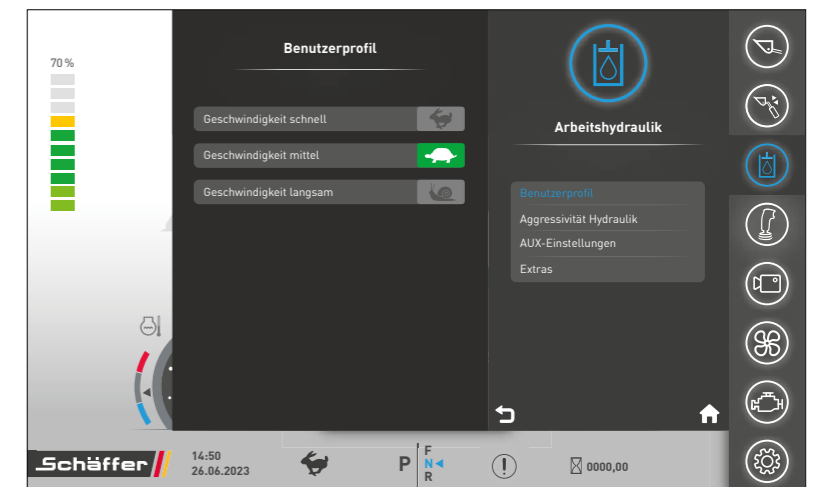 70 %
Benutzerprofil
Geschwindigkeit schnell
Geschwindigkeit mittel
Geschwindigkeit langsam
Arbeitshydraulik
Benutzerprofil
Aggressivität Hydraulik
AUX-Einstellungen
Extras
Schäffer
14:50
26.06.2023
P
F
N
R
0000,00